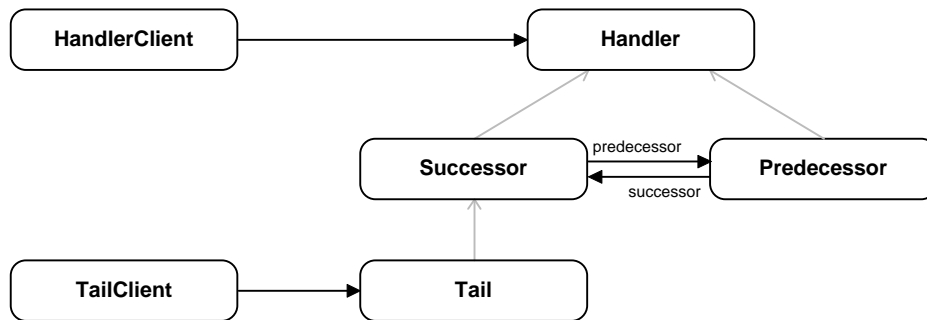 HandlerClient
Handler
predecessor
Successor
Predecessor
successor
TailClient
Tail